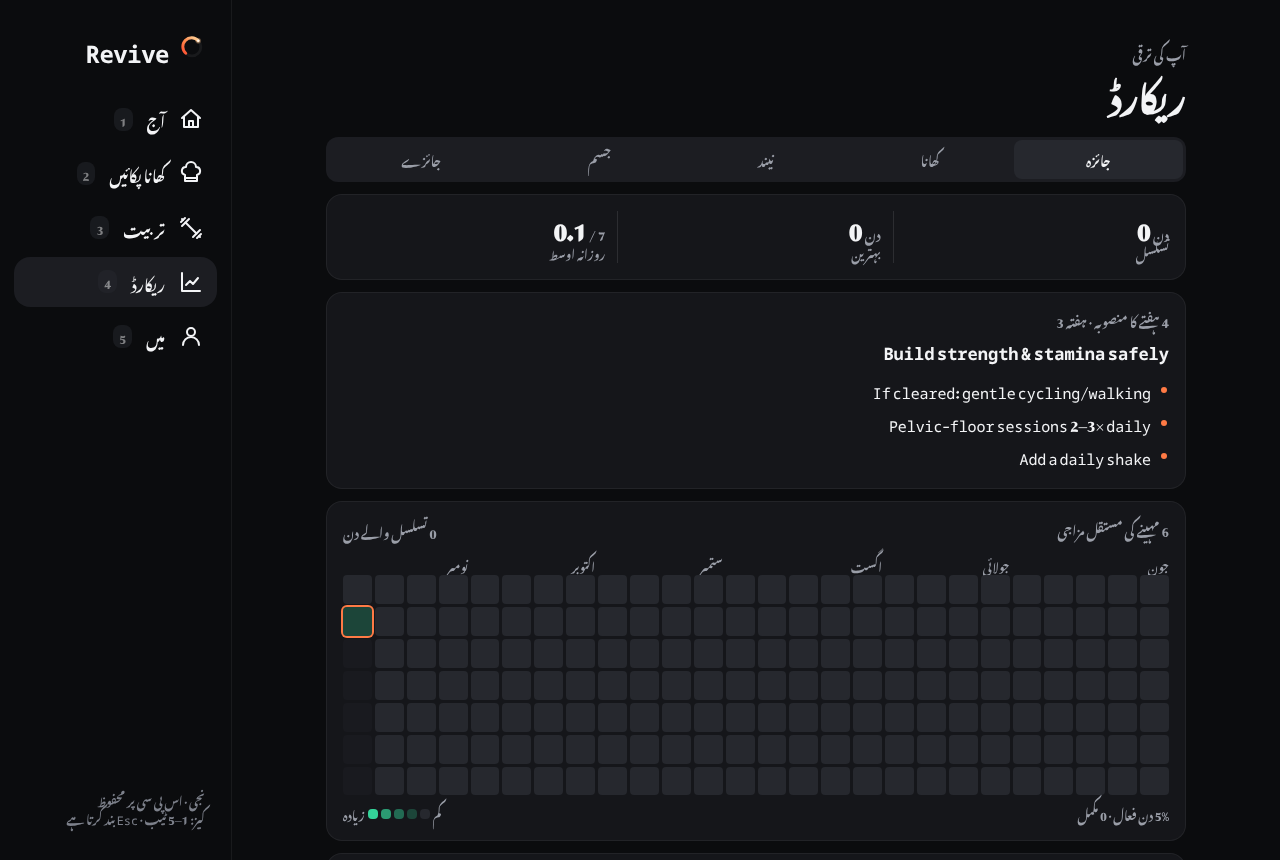 Revive
آج 1
کھانا پکائیں 2
تربیت 3
ریکارڈ 4
میں 5
نجی · اس پی سی پر محفوظ
کیز: 1–5 ٹیب · Esc بند کرتا ہے
آپ کی ترقی
ریکارڈ
جائزہ
کھانا
نیند
جسم
جائزے
0 دن
تسلسل
0 دن
بہترین
0.1 / 7
روزانہ اوسط
4 ہفتے کا منصوبہ · ہفتہ 3
Build strength & stamina safely
If cleared: gentle cycling/walking
Pelvic-floor sessions 2–3× daily
Add a daily shake
6 مہینے کی مستقل مزاجی
0 تسلسل والے دن
جون جولائی اگست ستمبر اکتوبر نومبر
5% دن فعال · 0 مکمل
کم زیادہ